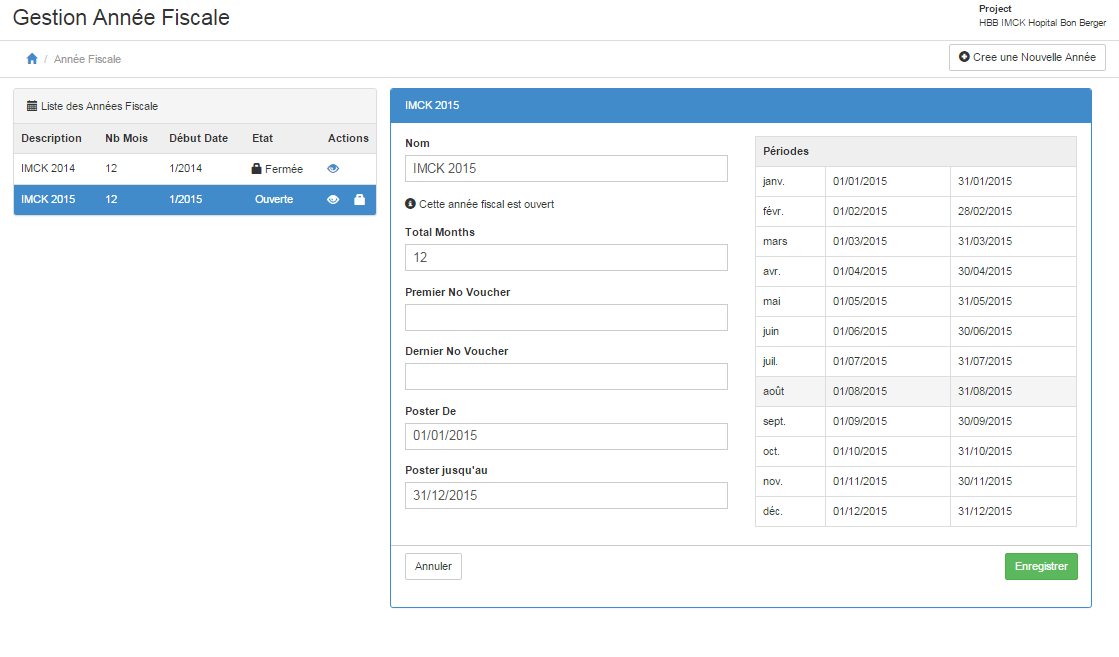 Gestion Année Fiscale
Project
HBB IMCK Hopital Bon Berger
/ Année Fiscale
Cree une Nouvelle Année
Liste des Années Fiscale
Description Nb Mois Début Date Etat Actions
IMCK 2014 12 1/2014 Fermée
IMCK 2015 12 1/2015 Ouverte
IMCK 2015
Nom
IMCK 2015
Cette année fiscal est ouvert
Total Months
12
Premier No Voucher
Dernier No Voucher
Poster De
01/01/2015
Poster jusqu'au
31/12/2015
Périodes
janv. 01/01/2015 31/01/2015
févr. 01/02/2015 28/02/2015
mars 01/03/2015 31/03/2015
avr. 01/04/2015 30/04/2015
mai 01/05/2015 31/05/2015
juin 01/06/2015 30/06/2015
juil. 01/07/2015 31/07/2015
août 01/08/2015 31/08/2015
sept. 01/09/2015 30/09/2015
oct. 01/10/2015 31/10/2015
nov. 01/11/2015 30/11/2015
déc. 01/12/2015 31/12/2015
Annuler
Enregistrer